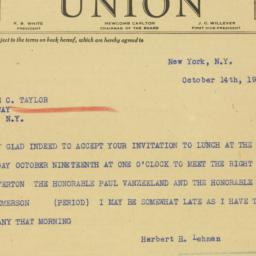 UNION
R. B. WHITE
PRESIDENT
NEWCOMB CARLTON
CHAIRMAN OF THE BOARD
J. C. WILLEVER
FIRST VICE-PRESIDENT
ject to the terms on back hereof, which are hereby agreed to
New York, N.Y.
October 14th, 19
C. TAYLOR
WAY
N.Y.
GLAD INDEED TO ACCEPT YOUR INVITATION TO LUNCH AT THE
DAY OCTOBER NINETEENTH AT ONE O'CLOCK TO MEET THE RIGHT
ERTON THE HONORABLE PAUL VANZEELAND AND THE HONORABLE
MERSON (PERIOD) I MAY BE SOMEWHAT LATE AS I HAVE T
ANY THAT MORNING
Herbert H. Lehman